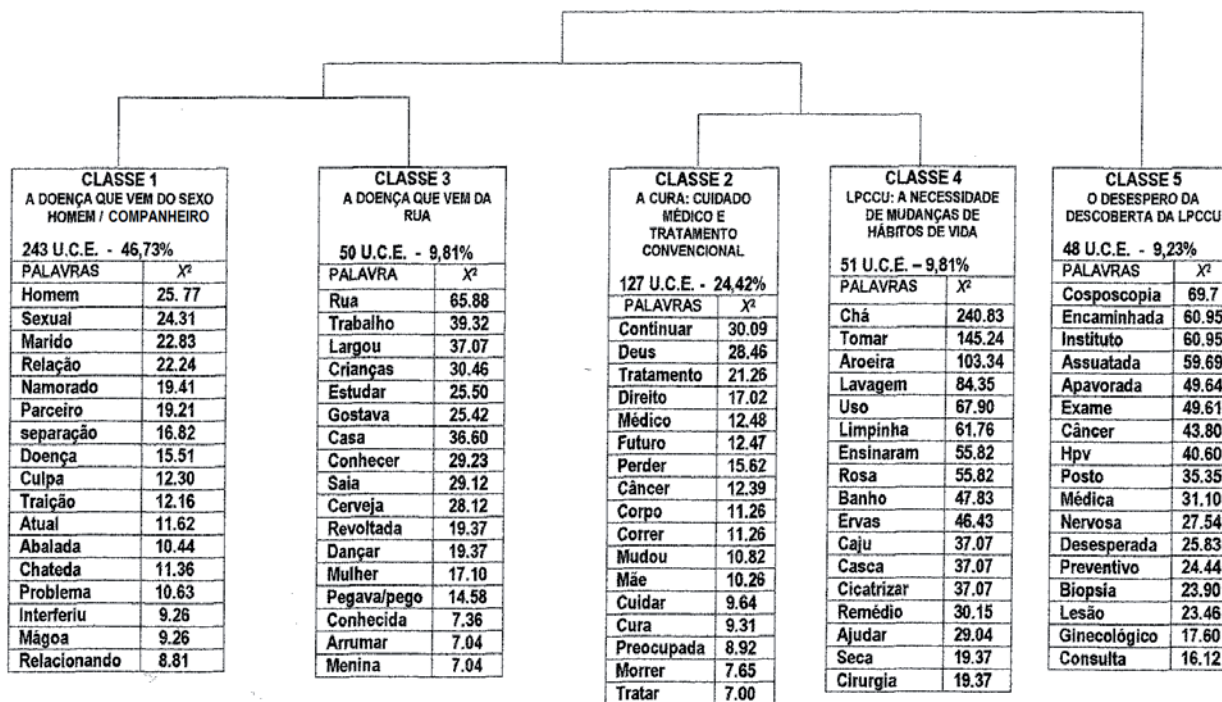 CLASSE 1
A DOENÇA QUE VEM DO SEXO
HOMEM / COMPANHEIRO
243 U.C.E. - 46,73%
PALAVRAS X²
Homem 25. 77
Sexual 24.31
Marido 22.83
Relação 22.24
Namorado 19.41
Parceiro 19.21
separação 16.82
Doença 15.51
Culpa 12.30
Traição 12.16
Atual 11.62
Abalada 10.44
Chateda 11.36
Problema 10.63
Interferiu 9.26
Mágoa 9.26
Relacionando 8.81
CLASSE 3
A DOENÇA QUE VEM DA
RUA
50 U.C.E. - 9,81%
PALAVRA X²
Rua 65.88
Trabalho 39.32
Largou 37.07
Crianças 30.46
Estudar 25.50
Gostava 25.42
Casa 36.60
Conhecer 29.23
Saia 29.12
Cerveja 28.12
Revoltada 19.37
Dançar 19.37
Mulher 17.10
Pegava/pego 14.58
Conhecida 7.36
Arrumar 7.04
Menina 7.04
CLASSE 2
A CURA: CUIDADO
MÉDICO E
TRATAMENTO
CONVENCIONAL
127 U.C.E. - 24,42%
PALAVRAS X²
Continuar 30.09
Deus 28.46
Tratamento 21.26
Direito 17.02
Médico 12.48
Futuro 12.47
Perder 15.62
Câncer 12.39
Corpo 11.26
Correr 11.26
Mudou 10.82
Mãe 10.26
Cuidar 9.64
Cura 9.31
Preocupada 8.92
Morrer 7.65
Tratar 7.00
CLASSE 4
LPCCU: A NECESSIDADE
DE MUDANÇAS DE
HÁBITOS DE VIDA
51 U.C.E. – 9,81%
PALAVRAS X²
Chá 240.83
Tomar 145.24
Aroeira 103.34
Lavagem 84.35
Uso 67.90
Limpinha 61.76
Ensinaram 55.82
Rosa 55.82
Banho 47.83
Ervas 46.43
Caju 37.07
Casca 37.07
Cicatrizar 37.07
Remédio 30.15
Ajudar 29.04
Seca 19.37
Cirurgia 19.37
CLASSE 5
O DESESPERO DA
DESCOBERTA DA LPCCU
48 U.C.E. - 9,23%
PALAVRAS X²
Cosposcopia 69.7
Encaminhada 60.95
Instituto 60.95
Assuatada 59.69
Apavorada 49.64
Exame 49.61
Câncer 43.80
Hpv 40.60
Posto 35.35
Médica 31.10
Nervosa 27.54
Desesperada 25.83
Preventivo 24.44
Biopsia 23.90
Lesão 23.46
Ginecológico 17.60
Consulta 16.12